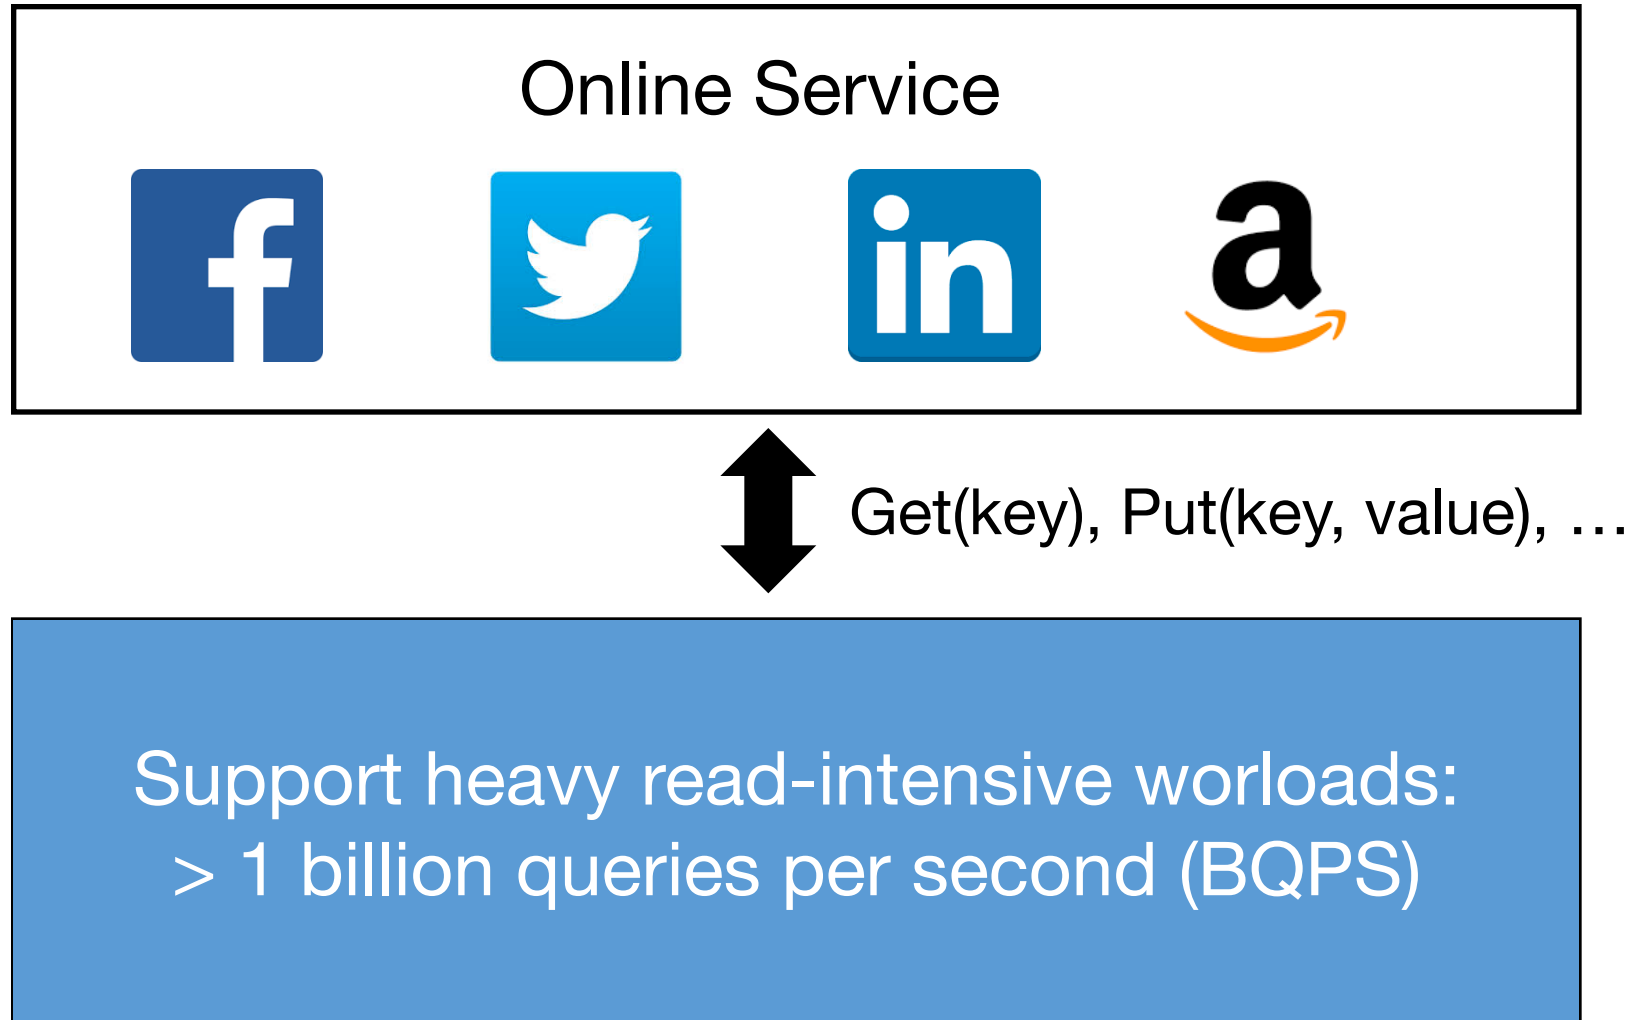 Online Service
f
in
a
Get(key), Put(key, value), …
Support heavy read-intensive worloads:
> 1 billion queries per second (BQPS)